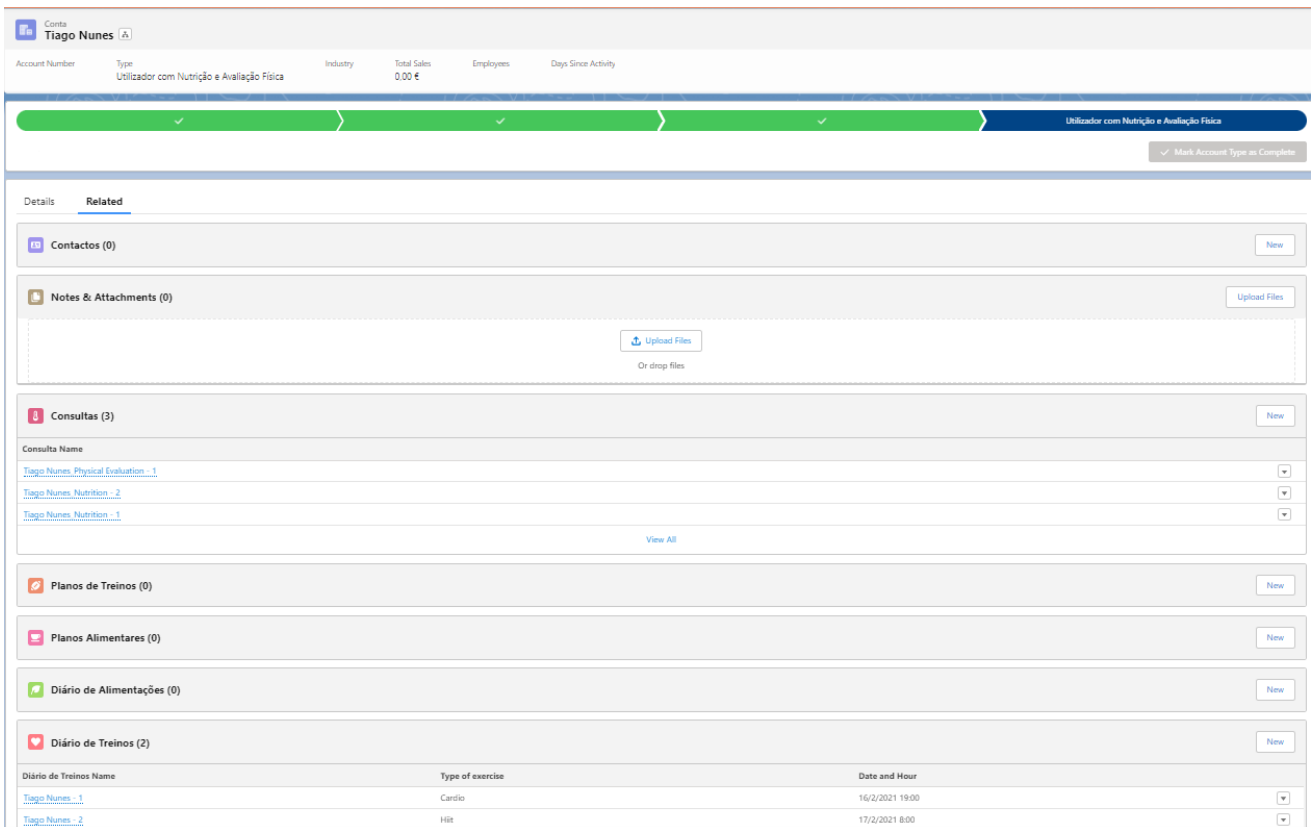 Conta
Tiago Nunes
Account Number Type Industry Total Sales Employees Days Since Activity
Utilizador com Nutrição e Avaliação Física 0,00 €
Utilizador com Nutrição e Avaliação Física
Mark Account Type as Complete
Details Related
Contactos (0) New
Notes & Attachments (0) Upload Files
Upload Files
Or drop files
Consultas (3) New
Consulta Name
Tiago Nunes Physical Evaluation - 1
Tiago Nunes Nutrition - 2
Tiago Nunes Nutrition - 1
View All
Planos de Treinos (0) New
Planos Alimentares (0) New
Diário de Alimentações (0) New
Diário de Treinos (2) New
Diário de Treinos Name Type of exercise Date and Hour
Tiago Nunes - 1 Cardio 16/2/2021 19:00
Tiago Nunes - 2 Hiit 17/2/2021 8:00